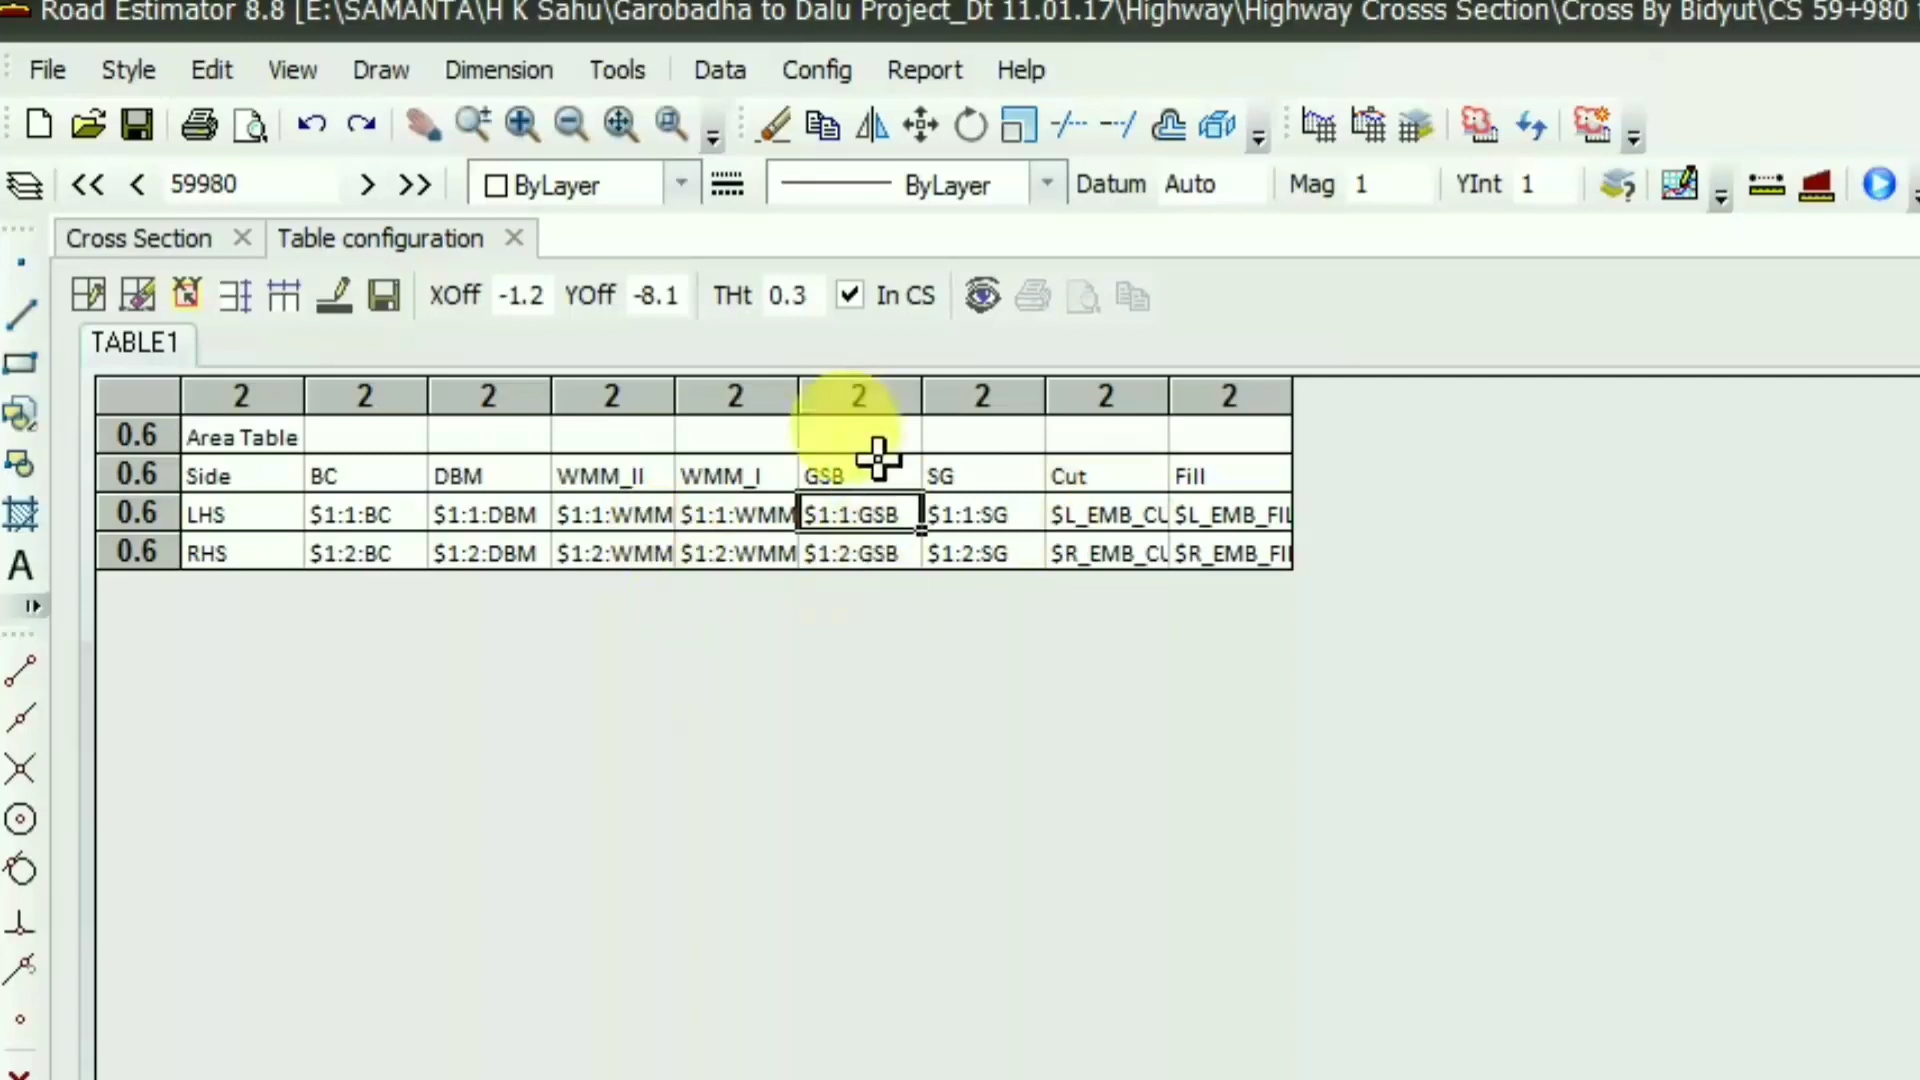 Road Estimator 8.8 [E:\SAMANTA\H K Sahu\Garobadha to Dalu Project_Dt 11.01.17\Highway\Highway Crosss Section\Cross By Bidyut\CS 59+980
File Style Edit View Draw Dimension Tools Data Config Report Help
<< < 59980 > >> ByLayer ByLayer Datum Auto Mag 1 YInt 1
Cross Section Table configuration
XOff -1.2 YOff -8.1 THt 0.3 In CS
TABLE1
2 2 2 2 2 2 2 2 2
0.6 Area Table
0.6 Side BC DBM WMM_II WMM_I GSB SG Cut Fill
0.6 LHS $1:1:BC $1:1:DBM $1:1:WMM $1:1:WMM $1:1:GSB $1:1:SG $L_EMB_CU $L_EMB_FIL
0.6 RHS $1:2:BC $1:2:DBM $1:2:WMM $1:2:WMM $1:2:GSB $1:2:SG $R_EMB_CU $R_EMB_FI
A